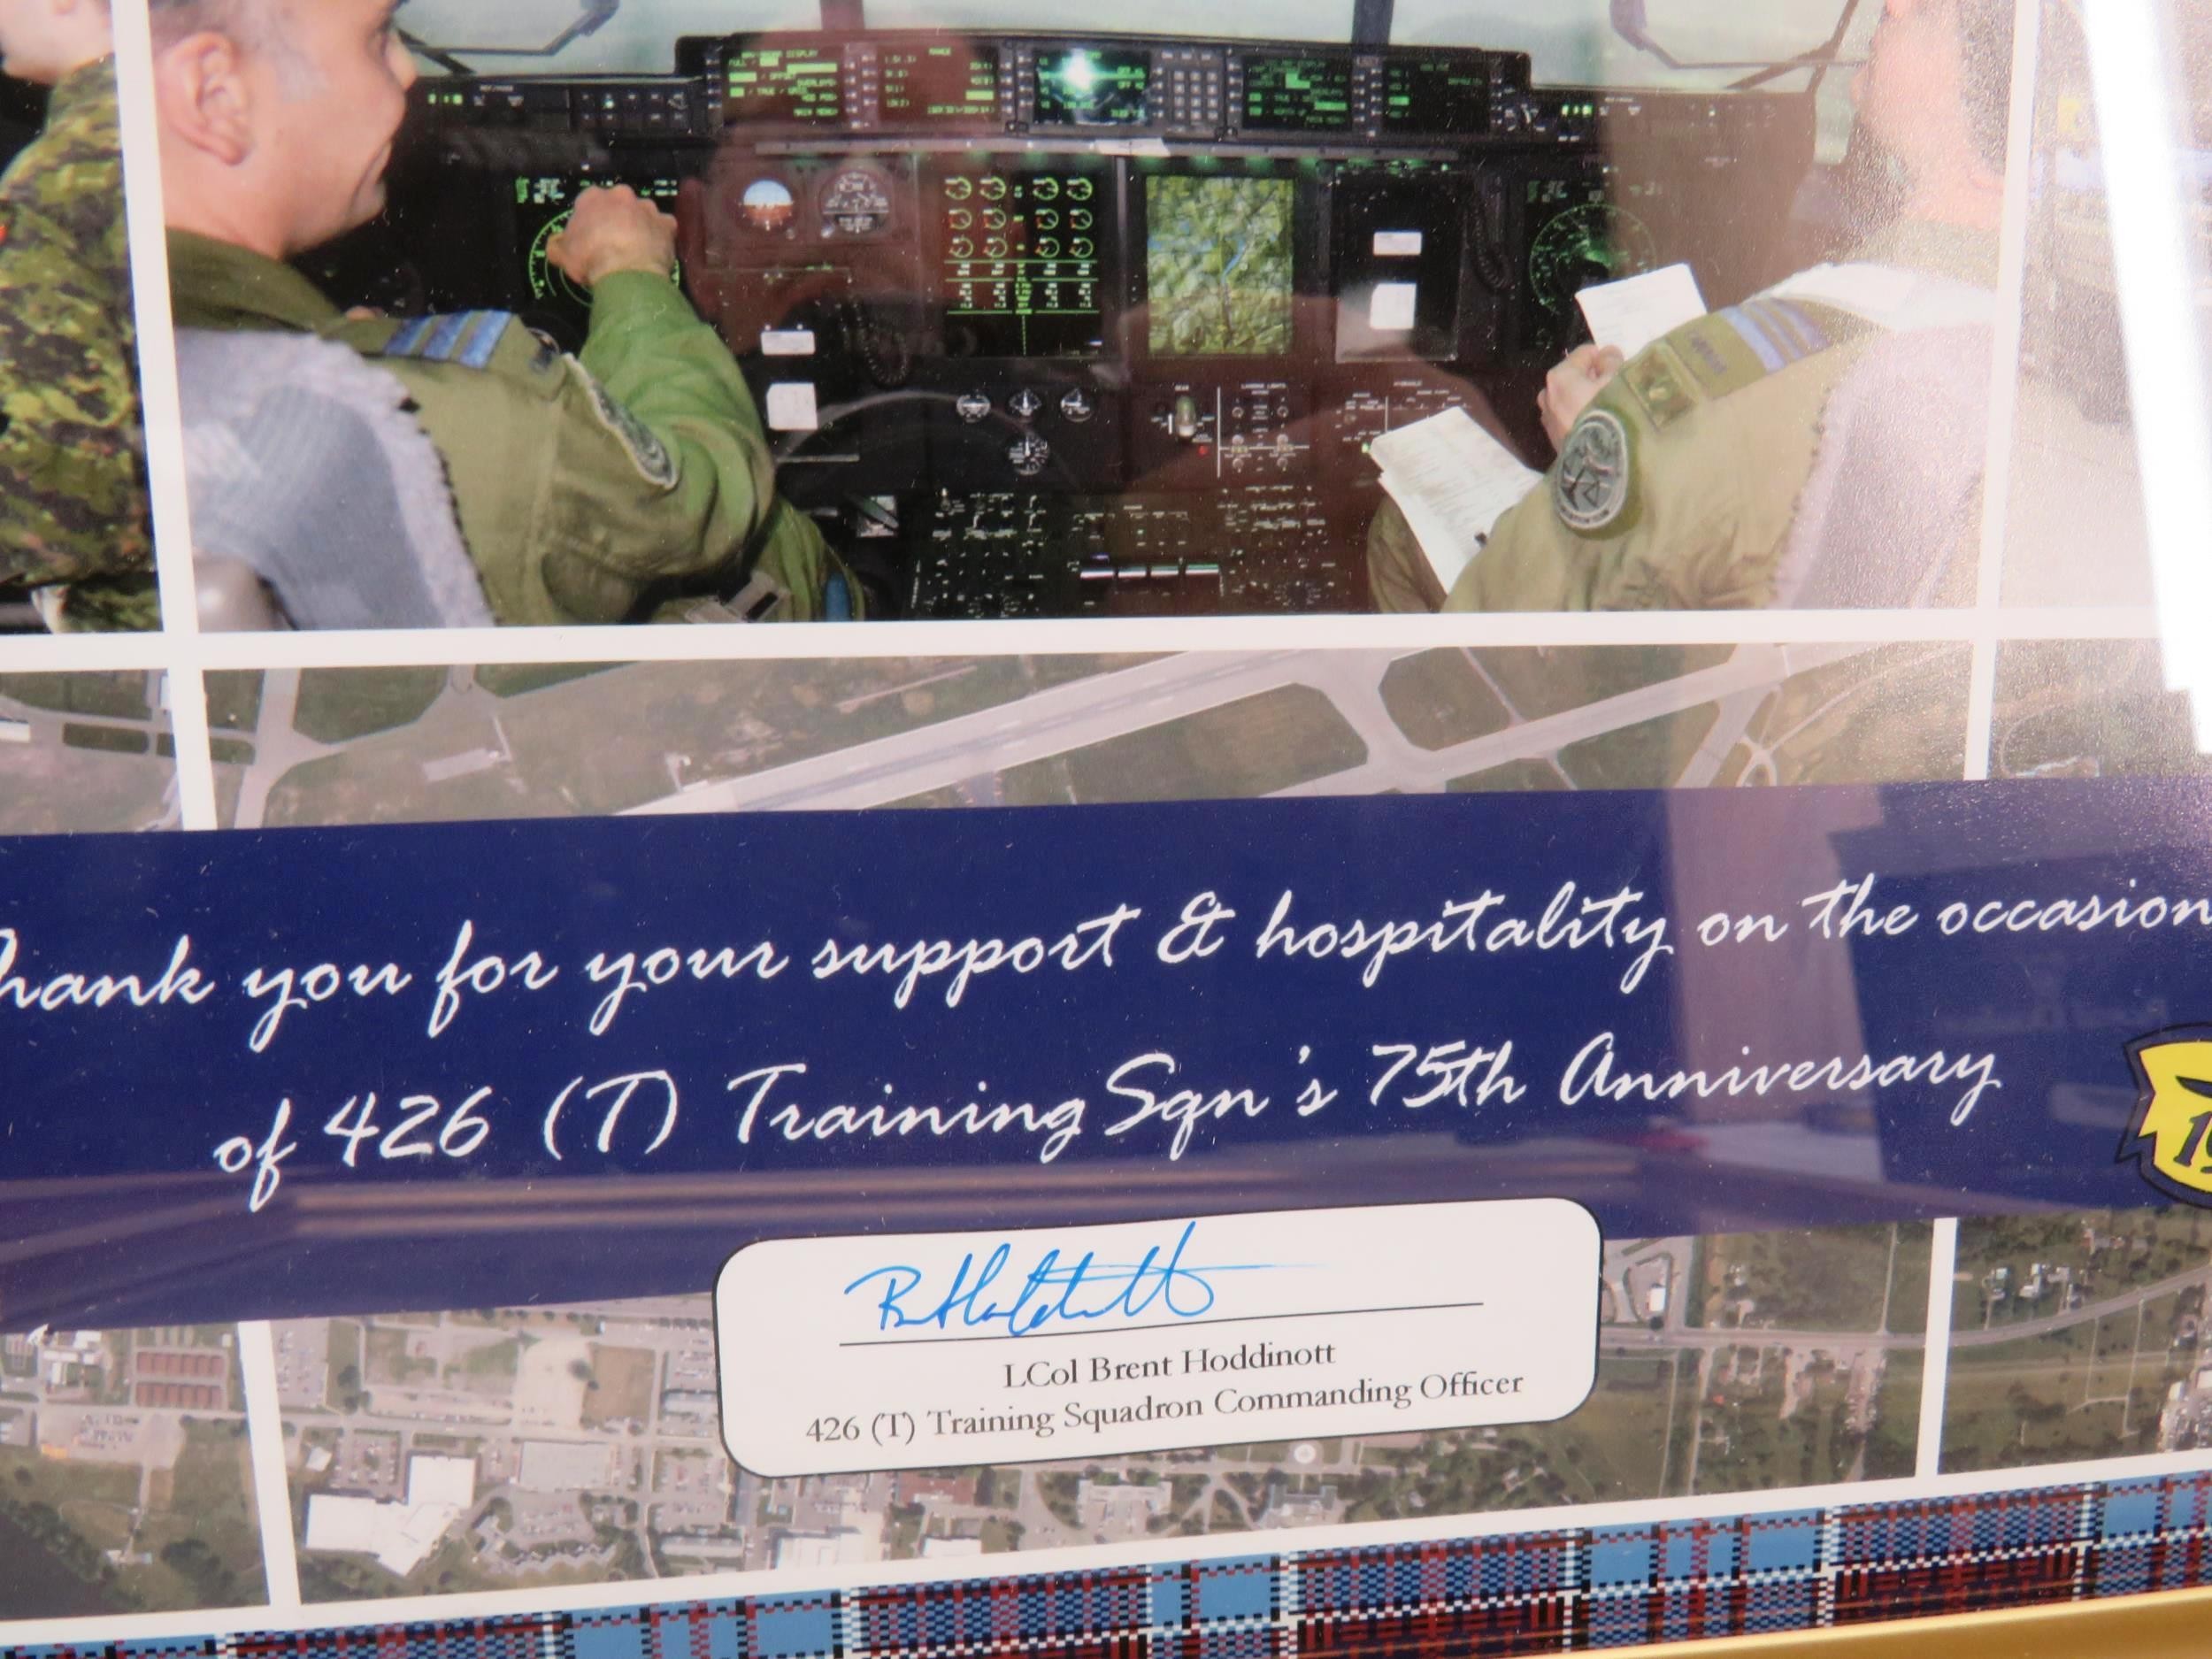 hank you for your support & hospitality on the occasion
of 426 (T) Training Sqn's 75th Anniversary
LCol Brent Hoddinott
426 (T) Training Squadron Commanding Officer